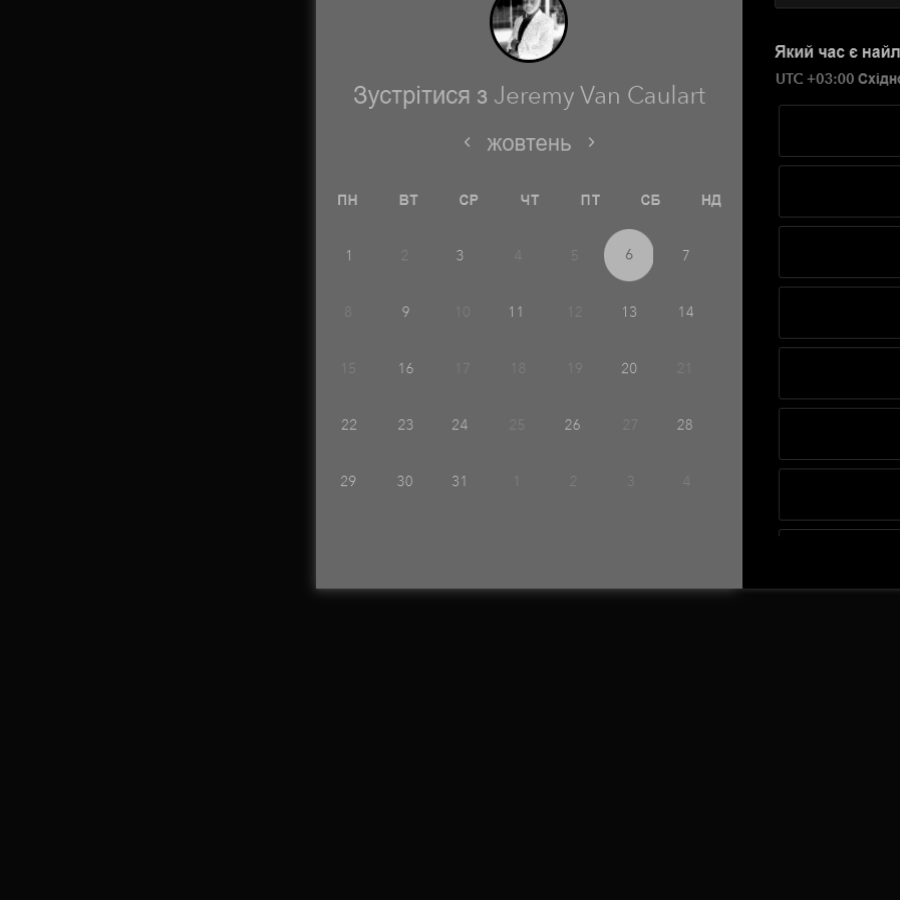 Зустрітися з Jeremy Van Caulart
‹ жовтень ›
ПН ВТ СР ЧТ ПТ СБ НД
1 2 3 4 5 6 7
8 9 10 11 12 13 14
15 16 17 18 19 20 21
22 23 24 25 26 27 28
29 30 31 1 2 3 4
Який час є
UTC +03:00